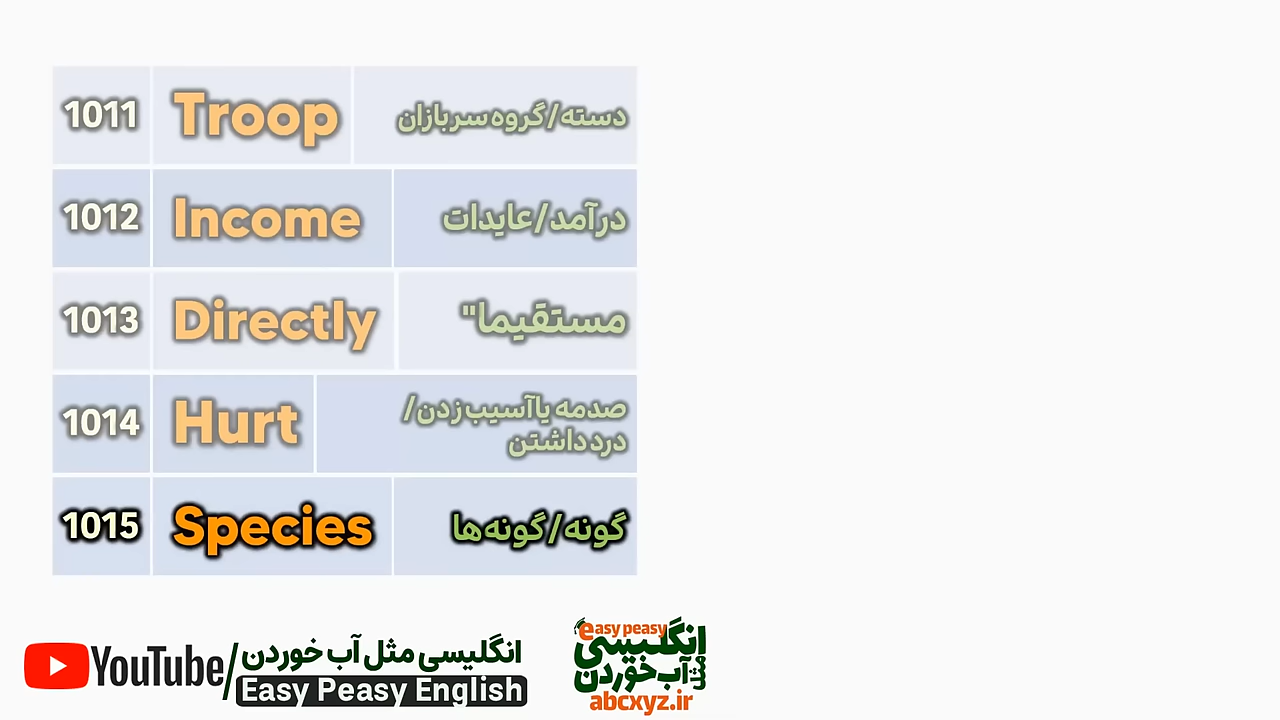 1011 Troop دسته/گروه سربازان
1012 Income درآمد/عایدات
1013 Directly مستقیما"
1014 Hurt صدمه یا آسیب زدن/
درد داشتن
1015 Species گونه/گونه‌ها
YouTube/انگلیسی مثل آب خوردن
Easy Peasy English
easy peasy
انگلیسی
مثل آب خوردن
abcxyz.ir